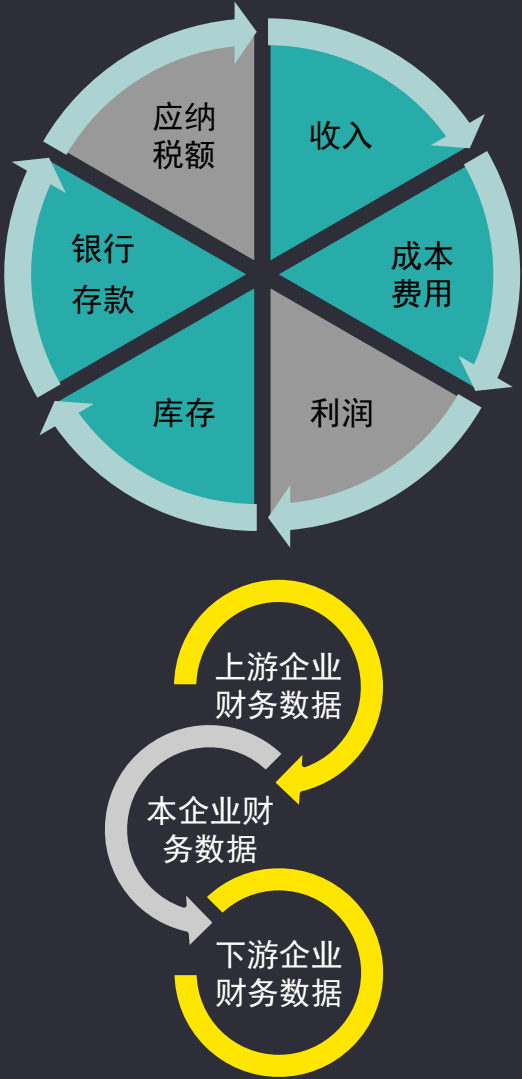 应纳
税额
收入
银行
存款
成本
费用
库存
利润
上游企业
财务数据
本企业财
务数据
下游企业
财务数据